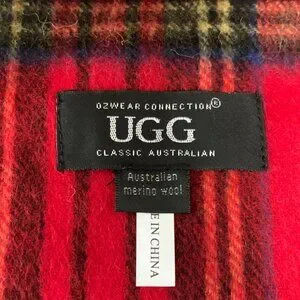 OZWEAR CONNECTION®
UGG
CLASSIC AUSTRALIAN
Australian
merino wool
E IN CHINA